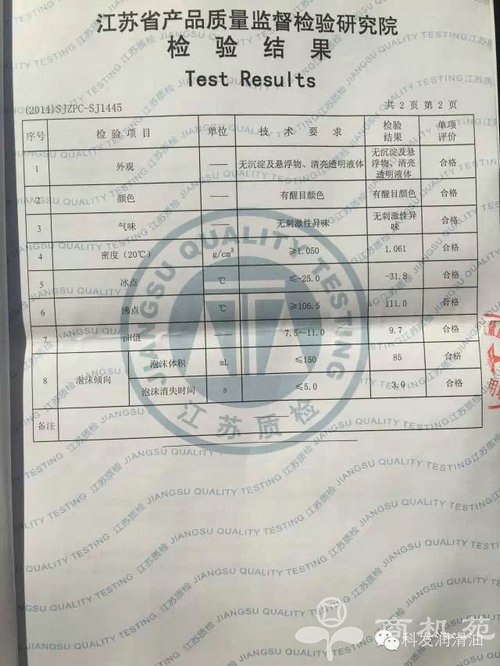 江苏省产品质量监督检验研究院
检 验 结 果
Test Results
(2014)SJZPC-SJ1445 共 2 页 第 2 页
序号 检 验 项 目 单位 技 术 要 求 检验结果 单项评价
1 外观 —— 无沉淀及悬浮物、清亮透明液体 无沉淀及悬浮物、清亮透明液体 合格
2 颜色 —— 有醒目颜色 有醒目颜色 合格
3 气味 —— 无刺激性异味 无刺激性异味 合格
4 密度（20℃） g/cm³ ≥1.050 1.061 合格
5 冰点 ℃ ≤-25.0 -31.8 合格
6 沸点 ℃ ≥106.5 111.0 合格
7 pH值 —— 7.5~11.0 9.7 合格
8 泡沫倾向 泡沫体积 mL ≤150 85 合格
泡沫消失时间 s ≤5.0 3.0 合格
备注
JIANGSU QUALITY TESTING
江苏质检
商机苑
科发润滑油